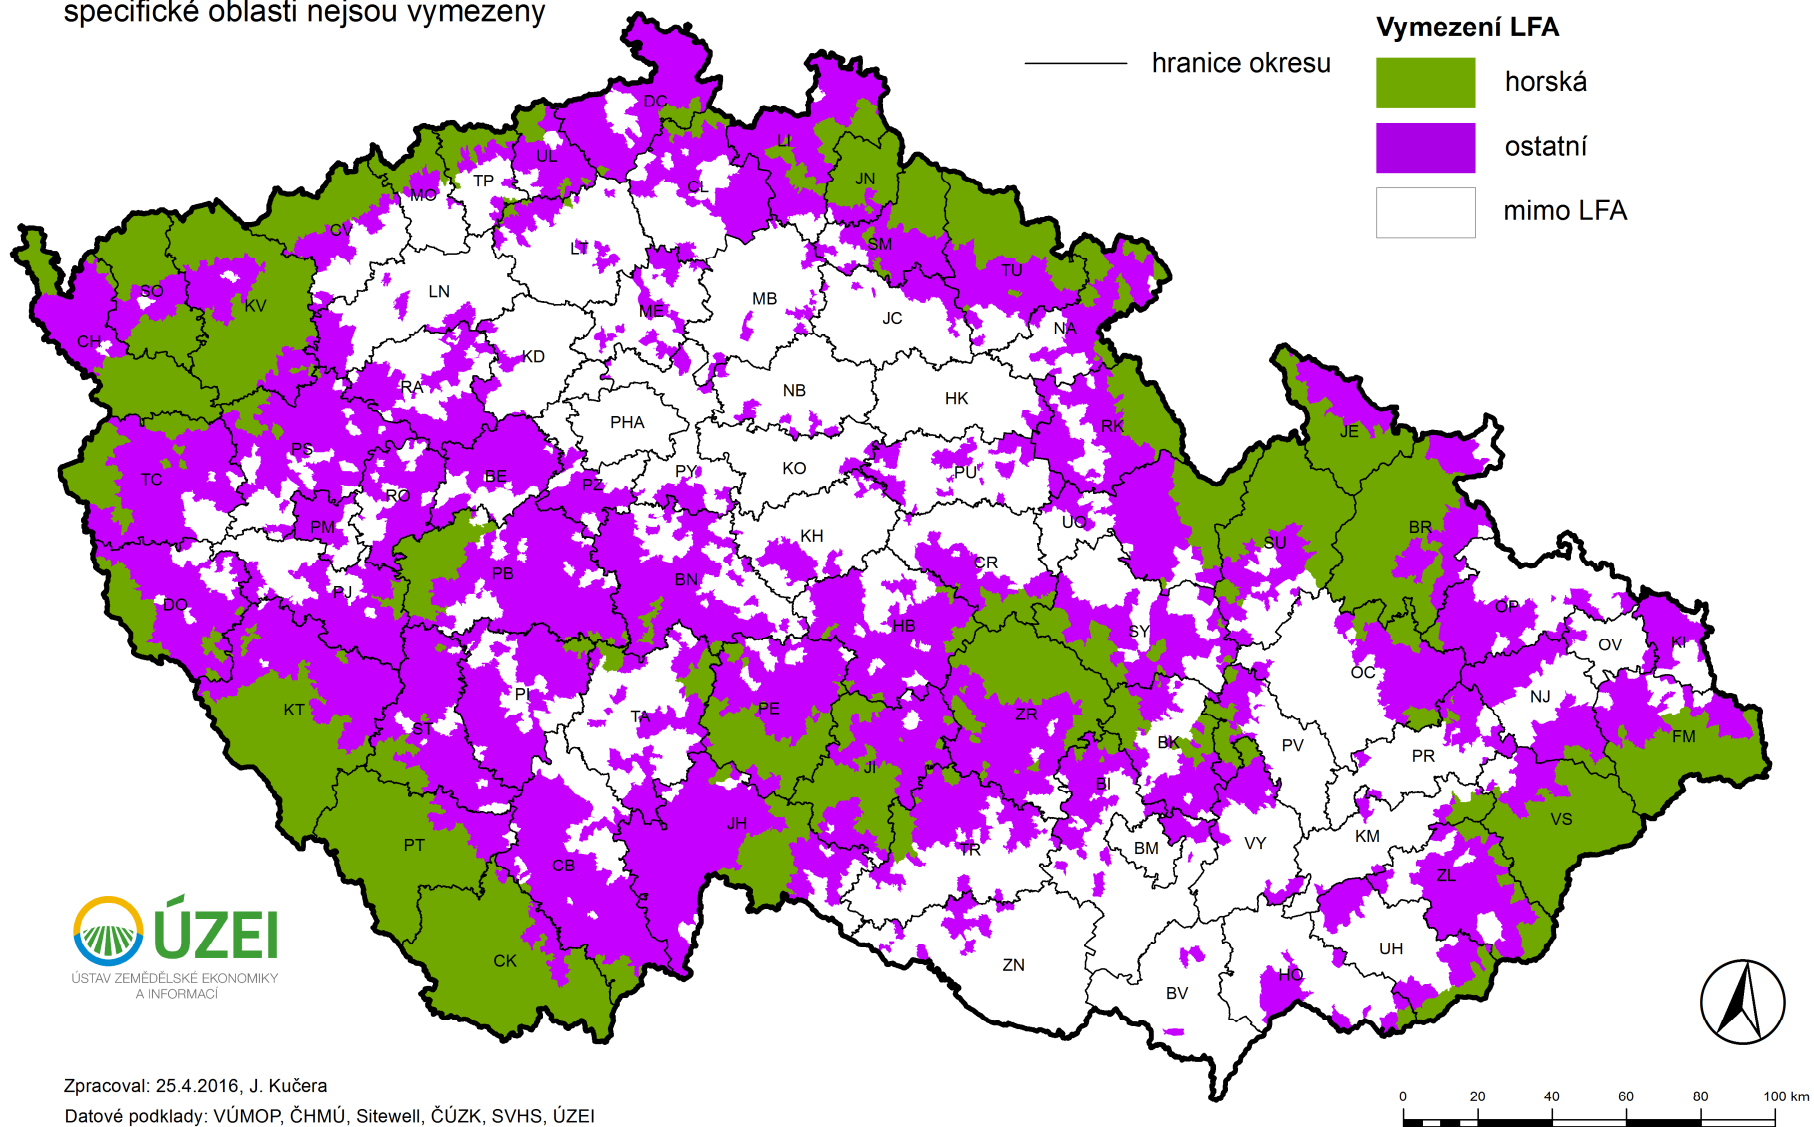 specifické oblasti nejsou vymezeny
hranice okresu
Vymezení LFA
horská
ostatní
mimo LFA
DC
LI
UL
TP
MO
CL
JN
CV
LT
SM
TU
SO
KV
LN
ME
MB
JC
NA
CH
KD
RA
NB
HK
PHA
RK
JE
PS
TC
BE
PY
KO
PU
RO
PZ
PM
UO
BR
KH
SU
CR
PB
BN
PJ
DO
HB
SY
OP
OV
KI
OC
PI
KT
PE
ZR
NJ
TA
ST
BK
PV
PR
FM
JI
BI
JH
VS
PT
CB
TR
BM
VY
KM
ZL
CK
ZN
BV
HO
UH
ÚZEI
ÚSTAV ZEMĚDĚLSKÉ EKONOMIKY
A INFORMACÍ
Zpracoval: 25.4.2016, J. Kučera
Datové podklady: VÚMOP, ČHMÚ, Sitewell, ČÚZK, SVHS, ÚZEI
0 20 40 60 80 100 km